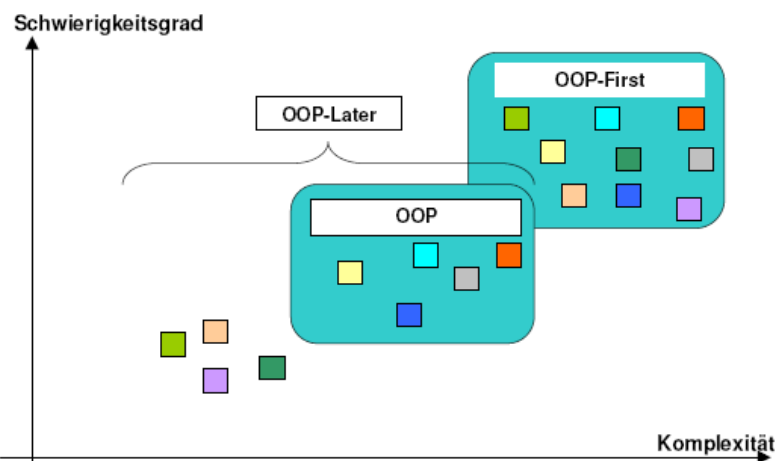 Schwierigkeitsgrad
OOP-First
OOP-Later
OOP
Komplexität